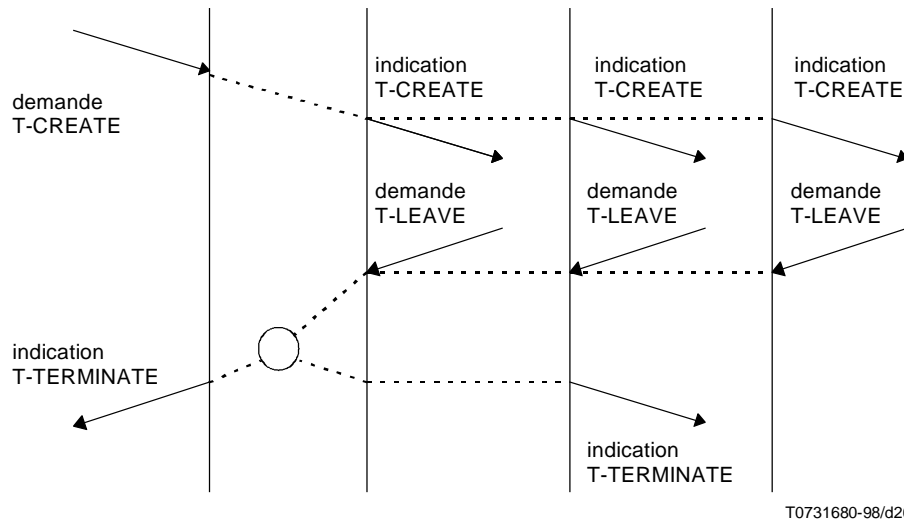 demande
T-CREATE
indication
T-CREATE
indication
T-CREATE
indication
T-CREATE
demande
T-LEAVE
demande
T-LEAVE
demande
T-LEAVE
indication
T-TERMINATE
indication
T-TERMINATE